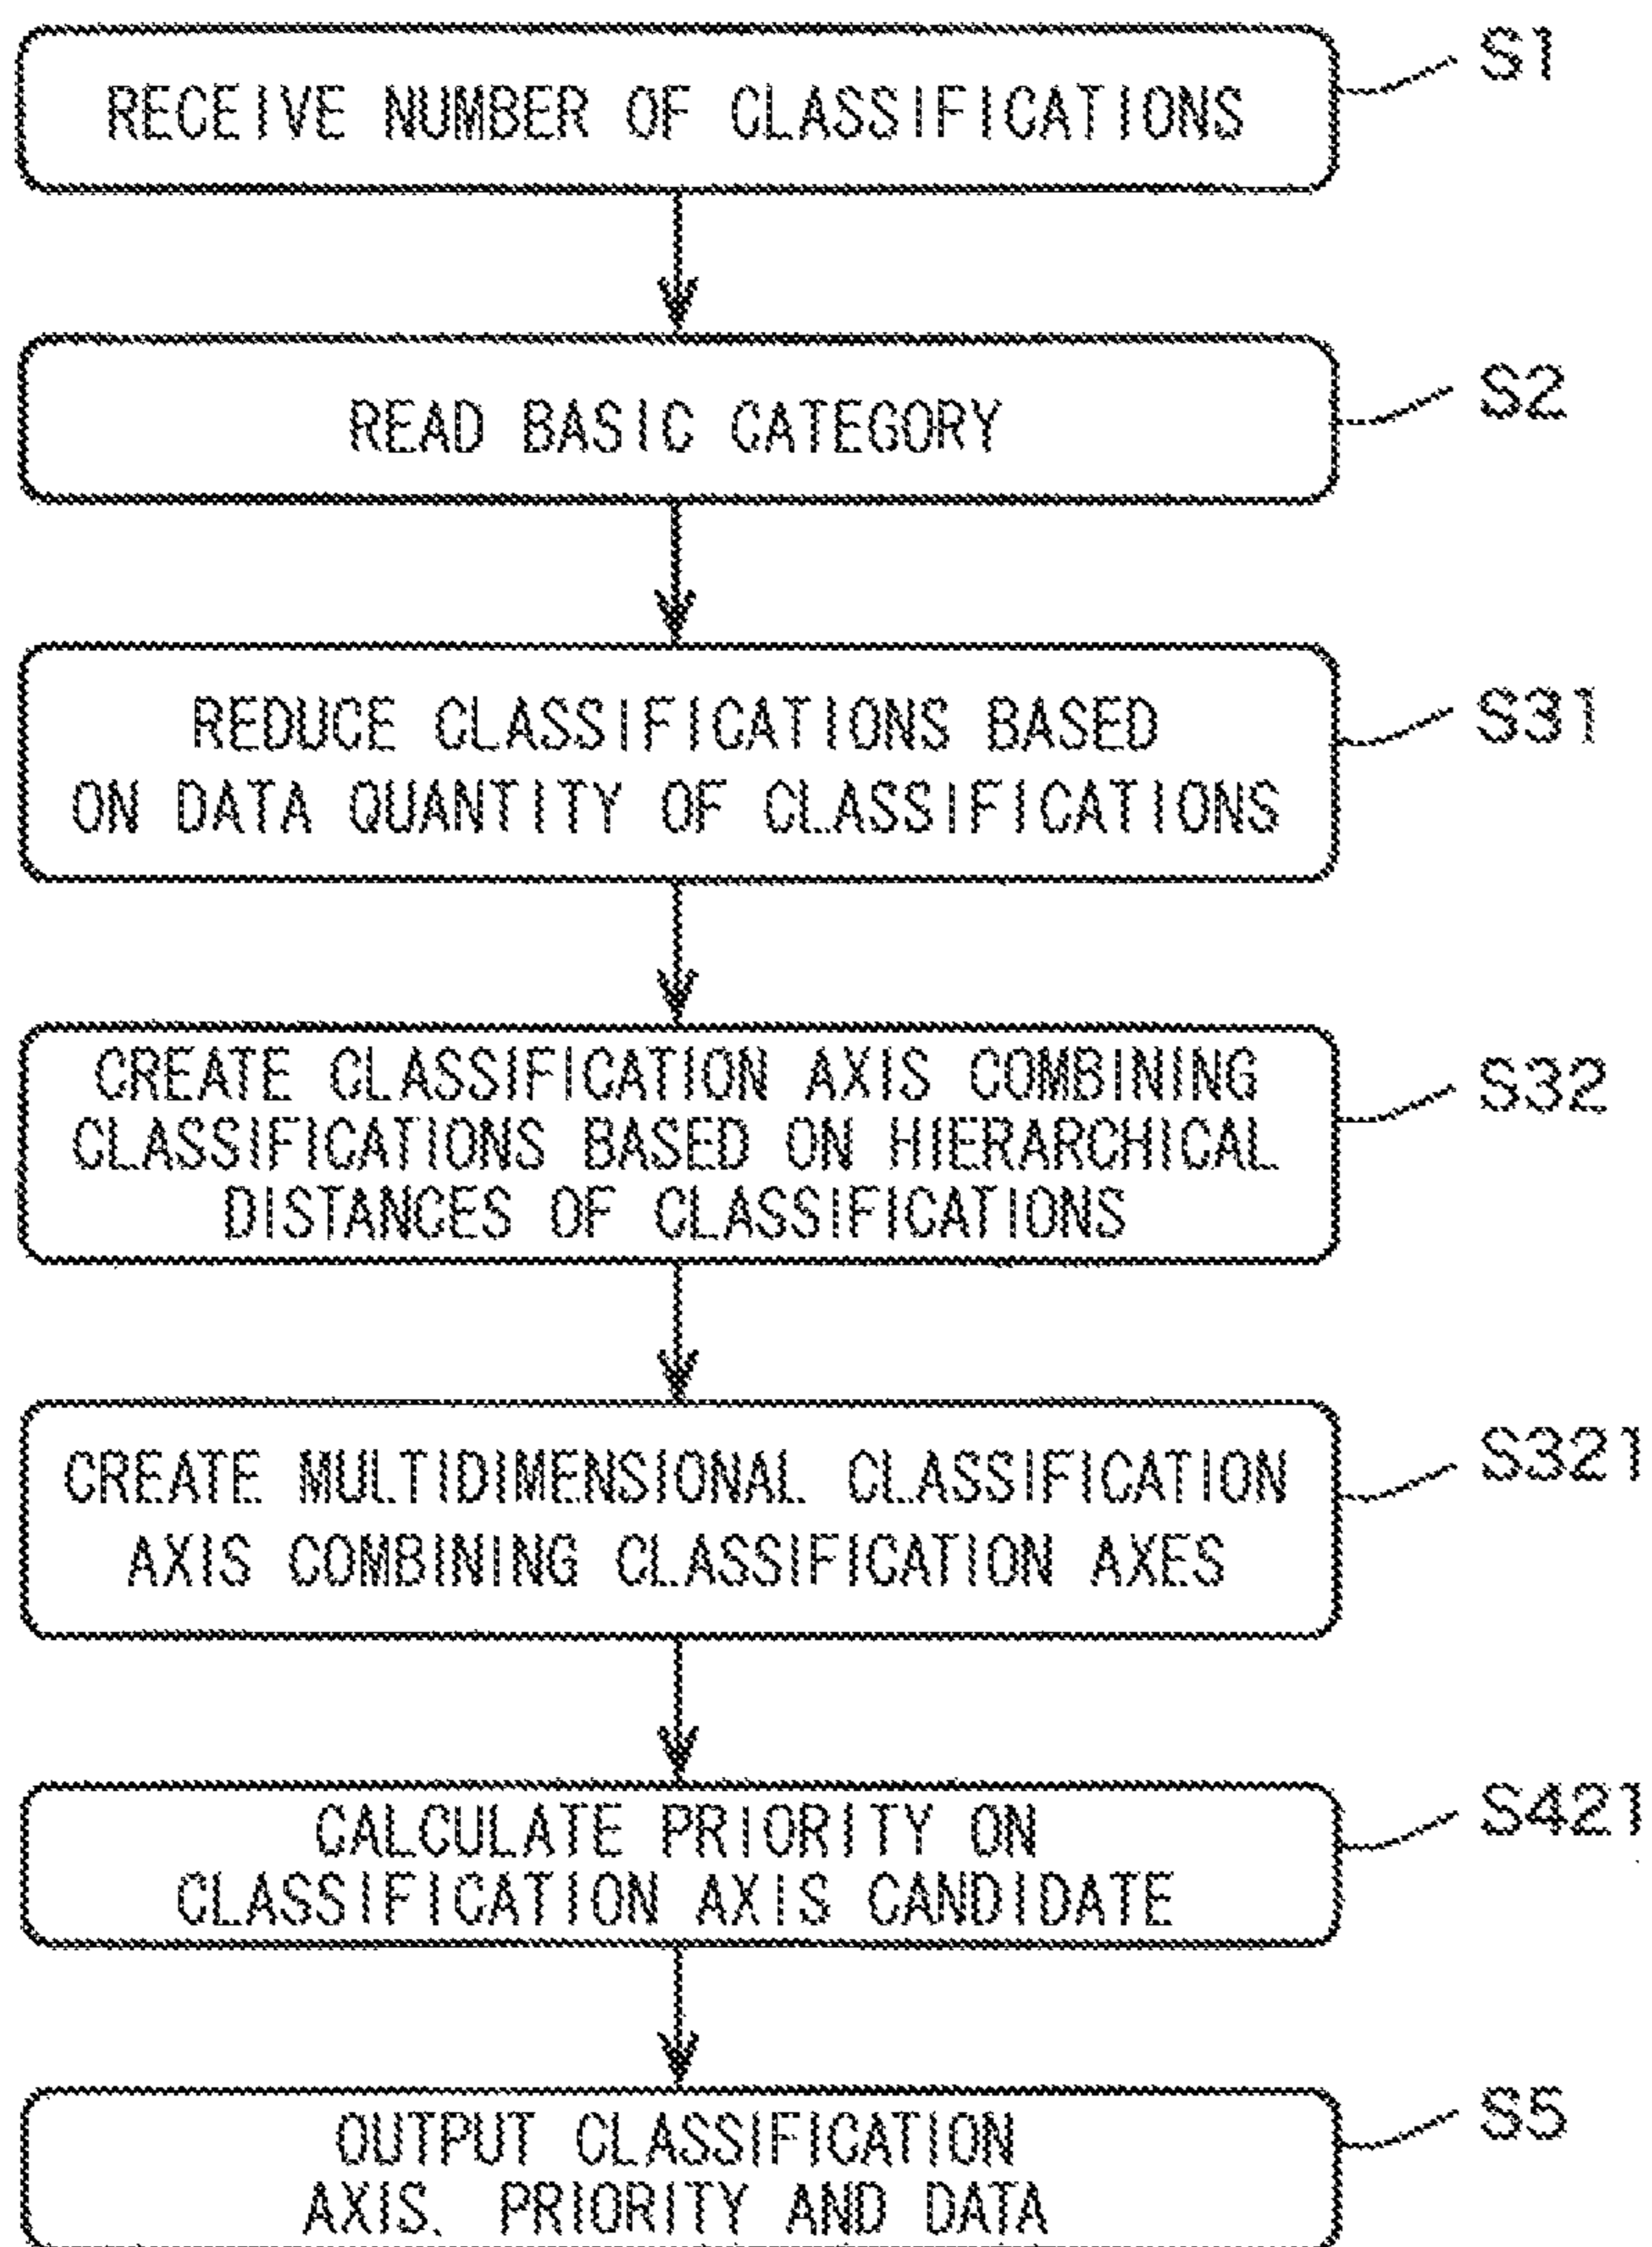 RECEIVE NUMBER OF CLASSIFICATIONS
S1
READ BASIC CATEGORY
S2
REDUCE CLASSIFICATIONS BASED
ON DATA QUANTITY OF CLASSIFICATIONS
S31
CREATE CLASSIFICATION AXIS COMBINING
CLASSIFICATIONS BASED ON HIERARCHICAL
DISTANCES OF CLASSIFICATIONS
S32
CREATE MULTIDIMENSIONAL CLASSIFICATION
AXIS COMBINING CLASSIFICATION AXES
S321
CALCULATE PRIORITY ON
CLASSIFICATION AXIS CANDIDATE
S421
OUTPUT CLASSIFICATION
AXIS, PRIORITY AND DATA
S5